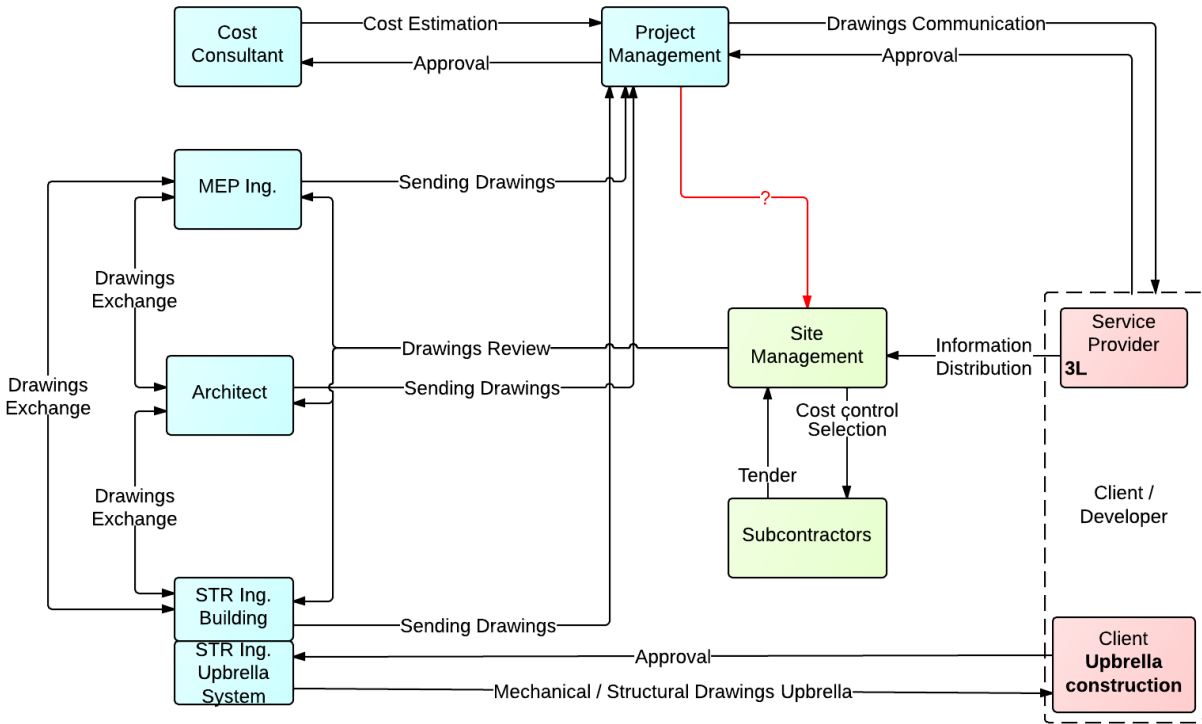 Cost
Consultant
Cost Estimation
Approval
Project
Management
Drawings Communication
Approval
MEP Ing.
Sending Drawings
?
Drawings
Exchange
Drawings
Exchange
Architect
Drawings Review
Sending Drawings
Site
Management
Information
Distribution
Service
Provider
3L
Cost control
Selection
Tender
Subcontractors
Client /
Developer
Drawings
Exchange
STR Ing.
Building
Sending Drawings
STR Ing.
Upbrella
System
Approval
Mechanical / Structural Drawings Upbrella
Client
Upbrella
construction